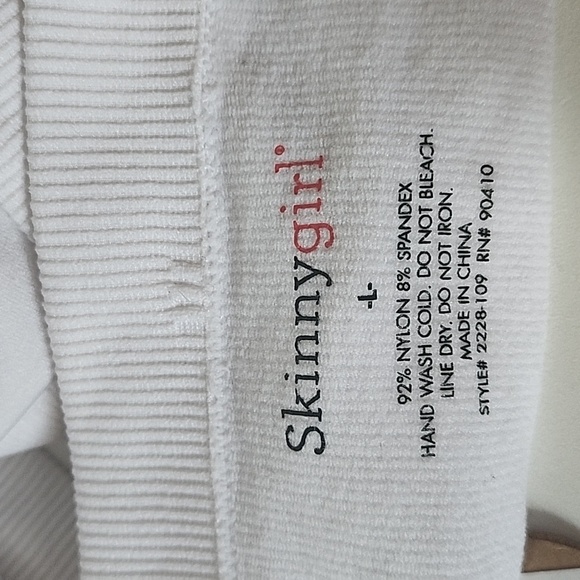 Skinnygirl®
-L-
92% NYLON 8% SPANDEX
HAND WASH COLD. DO NOT BLEACH.
LINE DRY. DO NOT IRON.
MADE IN CHINA
STYLE# 2228-109 RN# 90410